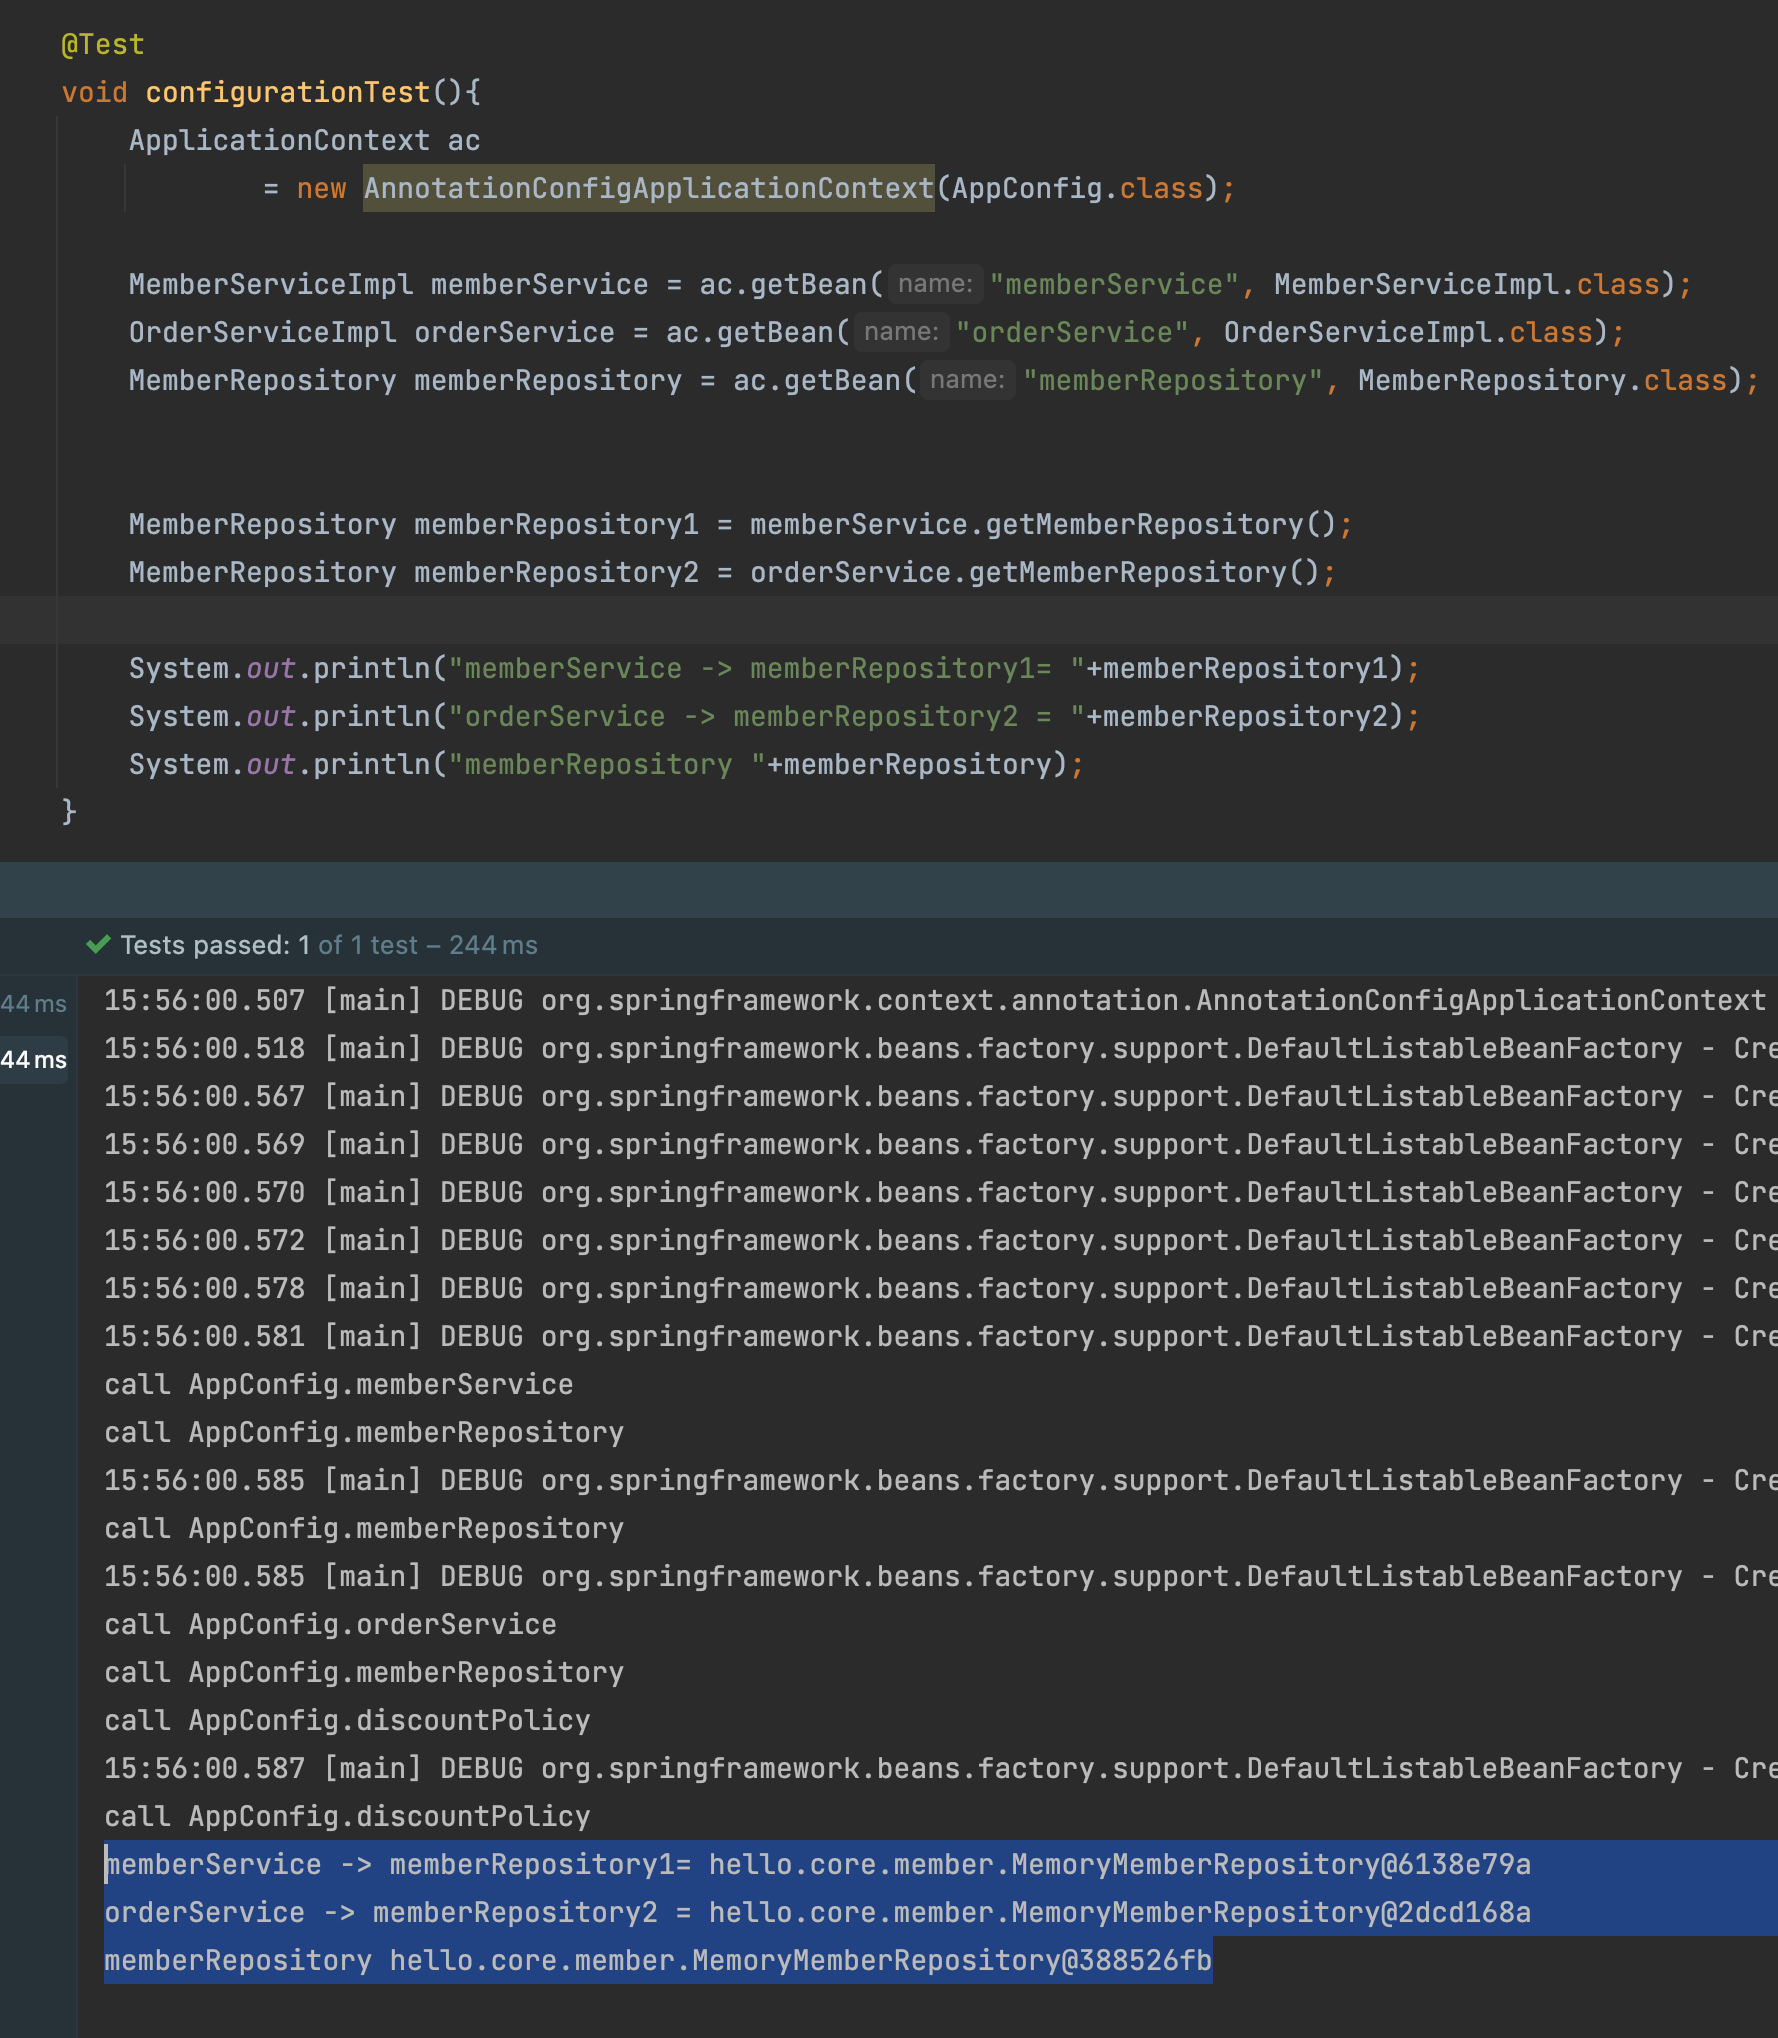 @Test
void configurationTest(){
ApplicationContext ac
= new AnnotationConfigApplicationContext(AppConfig.class);
MemberServiceImpl memberService = ac.getBean( name: "memberService", MemberServiceImpl.class);
OrderServiceImpl orderService = ac.getBean( name: "orderService", OrderServiceImpl.class);
MemberRepository memberRepository = ac.getBean( name: "memberRepository", MemberRepository.class);
MemberRepository memberRepository1 = memberService.getMemberRepository();
MemberRepository memberRepository2 = orderService.getMemberRepository();
System.out.println("memberService -> memberRepository1= "+memberRepository1);
System.out.println("orderService -> memberRepository2 = "+memberRepository2);
System.out.println("memberRepository "+memberRepository);
}
Tests passed: 1 of 1 test – 244 ms
44 ms
44 ms
15:56:00.507 [main] DEBUG org.springframework.context.annotation.AnnotationConfigApplicationContext
15:56:00.518 [main] DEBUG org.springframework.beans.factory.support.DefaultListableBeanFactory - Cre
15:56:00.567 [main] DEBUG org.springframework.beans.factory.support.DefaultListableBeanFactory - Cre
15:56:00.569 [main] DEBUG org.springframework.beans.factory.support.DefaultListableBeanFactory - Cre
15:56:00.570 [main] DEBUG org.springframework.beans.factory.support.DefaultListableBeanFactory - Cre
15:56:00.572 [main] DEBUG org.springframework.beans.factory.support.DefaultListableBeanFactory - Cre
15:56:00.578 [main] DEBUG org.springframework.beans.factory.support.DefaultListableBeanFactory - Cre
15:56:00.581 [main] DEBUG org.springframework.beans.factory.support.DefaultListableBeanFactory - Cre
call AppConfig.memberService
call AppConfig.memberRepository
15:56:00.585 [main] DEBUG org.springframework.beans.factory.support.DefaultListableBeanFactory - Cre
call AppConfig.memberRepository
15:56:00.585 [main] DEBUG org.springframework.beans.factory.support.DefaultListableBeanFactory - Cre
call AppConfig.orderService
call AppConfig.memberRepository
call AppConfig.discountPolicy
15:56:00.587 [main] DEBUG org.springframework.beans.factory.support.DefaultListableBeanFactory - Cre
call AppConfig.discountPolicy
memberService -> memberRepository1= hello.core.member.MemoryMemberRepository@6138e79a
orderService -> memberRepository2 = hello.core.member.MemoryMemberRepository@2dcd168a
memberRepository hello.core.member.MemoryMemberRepository@388526fb